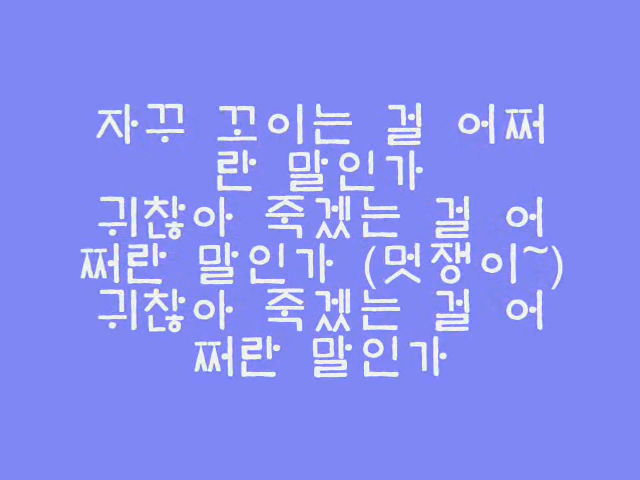 자꾸 꼬이는 걸 어쩌
란 말인가
귀찮아 죽겠는 걸 어
쩌란 말인가 (멋쟁이~)
귀찮아 죽겠는 걸 어
쩌란 말인가